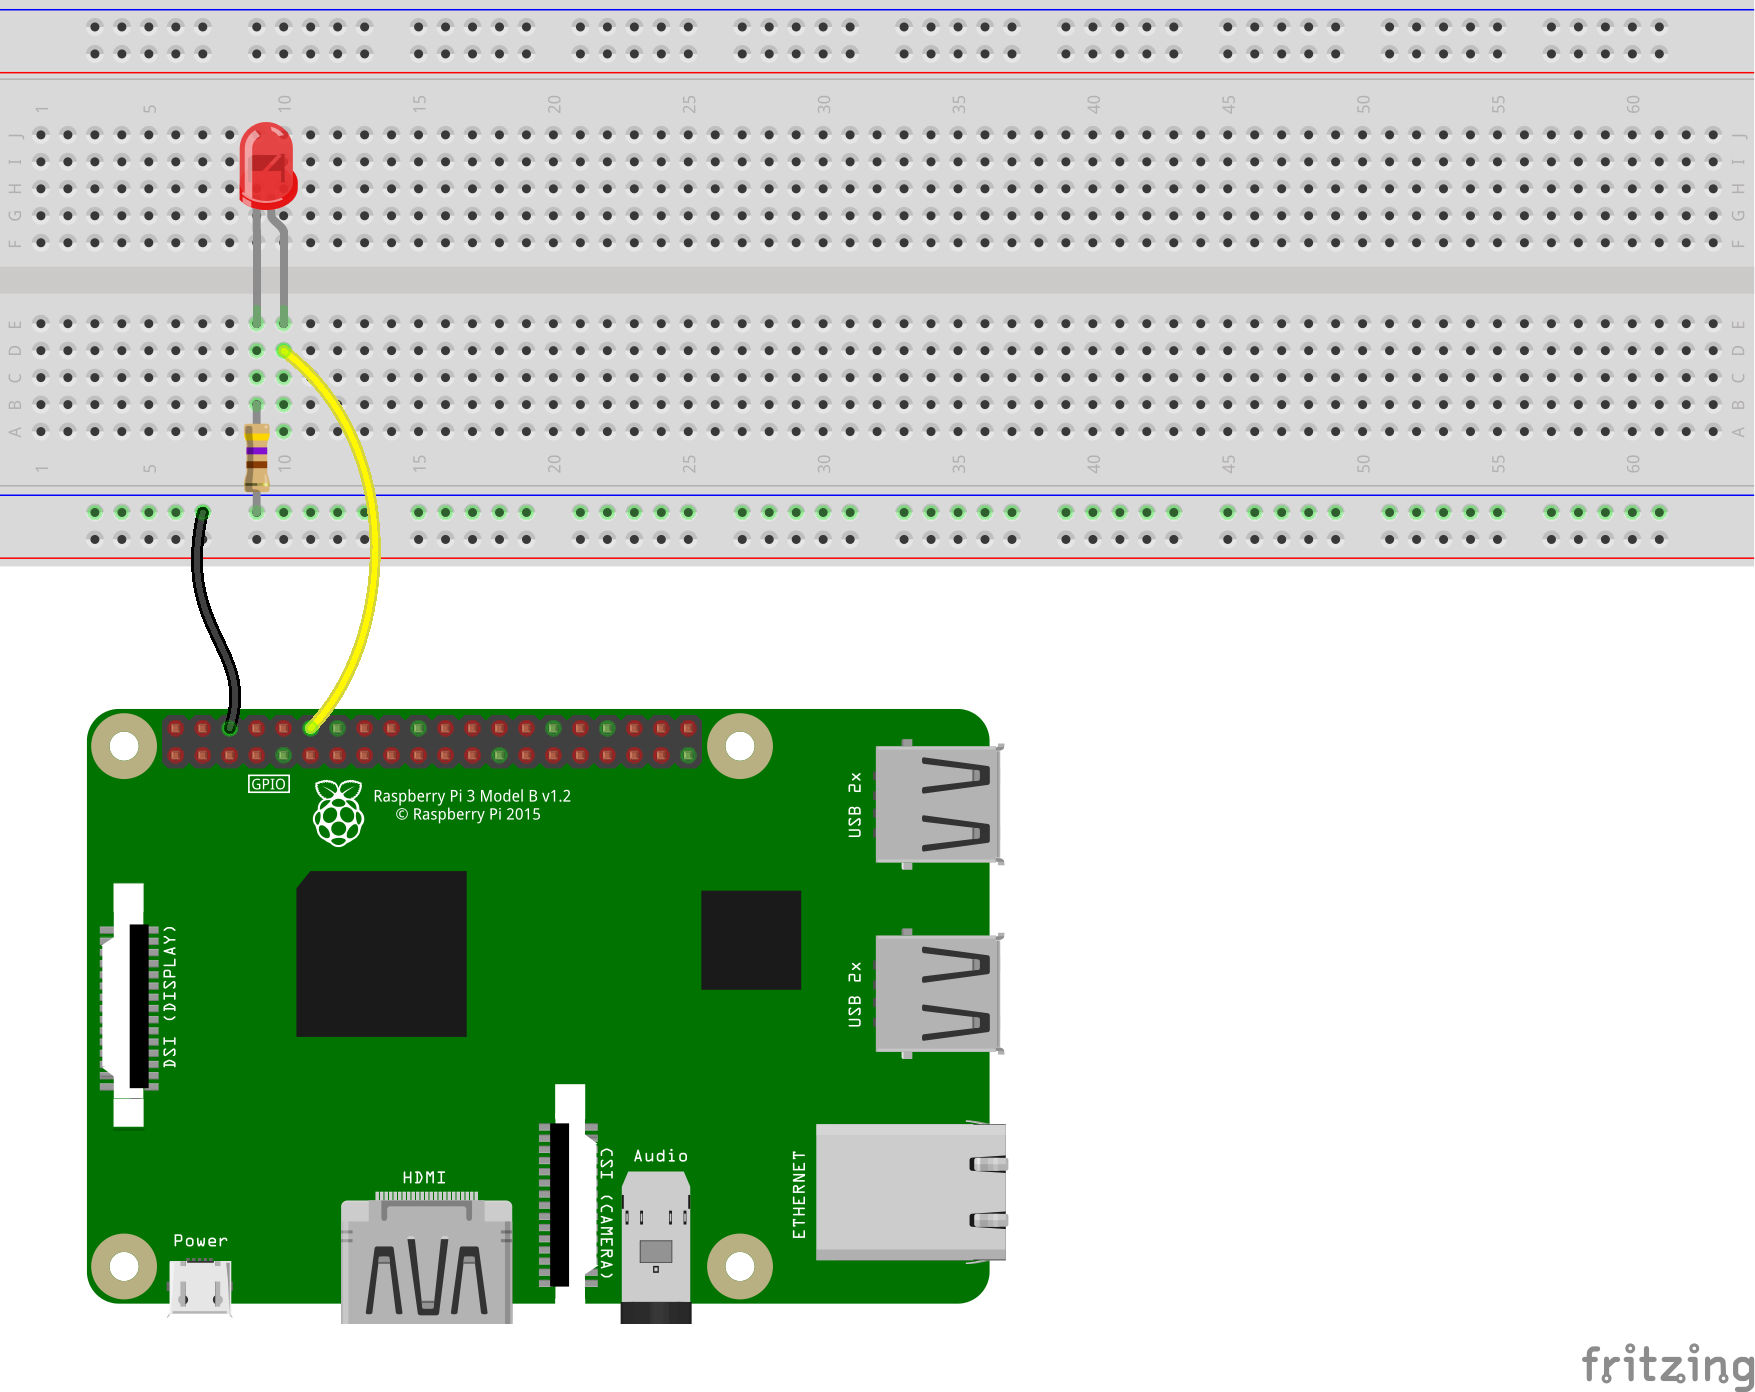 1 5 10 15 20 25 30 35 40 45 50 55 60
J J
I I
H H
G G
F F
E E
D D
C C
B B
A A
1 5 10 15 20 25 30 35 40 45 50 55 60
GPIO
Raspberry Pi 3 Model B v1.2
© Raspberry Pi 2015
USB 2x
DSI (DISPLAY)
USB 2x
HDMI
CSI (CAMERA)
Audio
ETHERNET
Power
fritzing